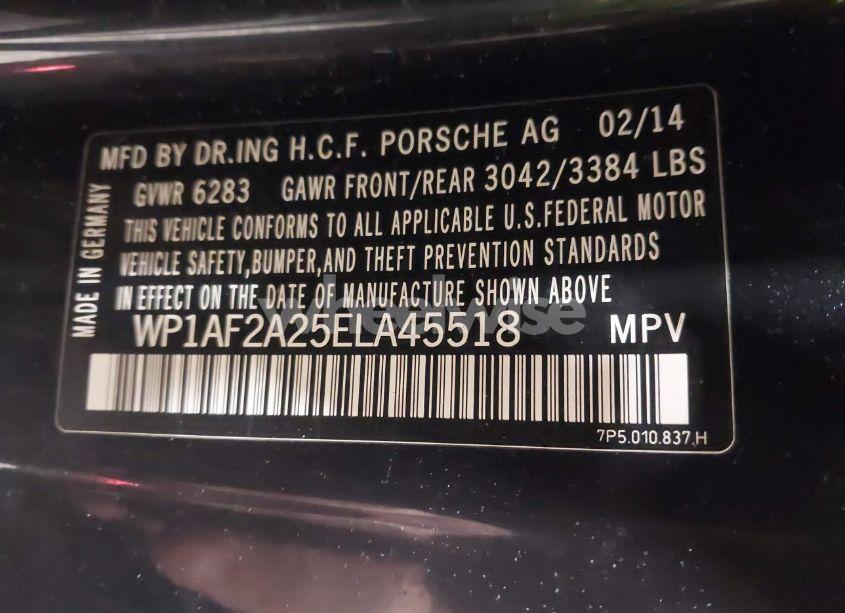 MFD BY DR.ING H.C.F. PORSCHE AG 02/14
GVWR 6283 GAWR FRONT/REAR 3042/3384 LBS
THIS VEHICLE CONFORMS TO ALL APPLICABLE U.S.FEDERAL MOTOR
VEHICLE SAFETY,BUMPER,AND THEFT PREVENTION STANDARDS
IN EFFECT ON THE DATE OF MANUFACTURE SHOWN ABOVE
WP1AF2A25ELA45518 MPV
7P5.010.837.H
MADE IN GERMANY
wheelwise